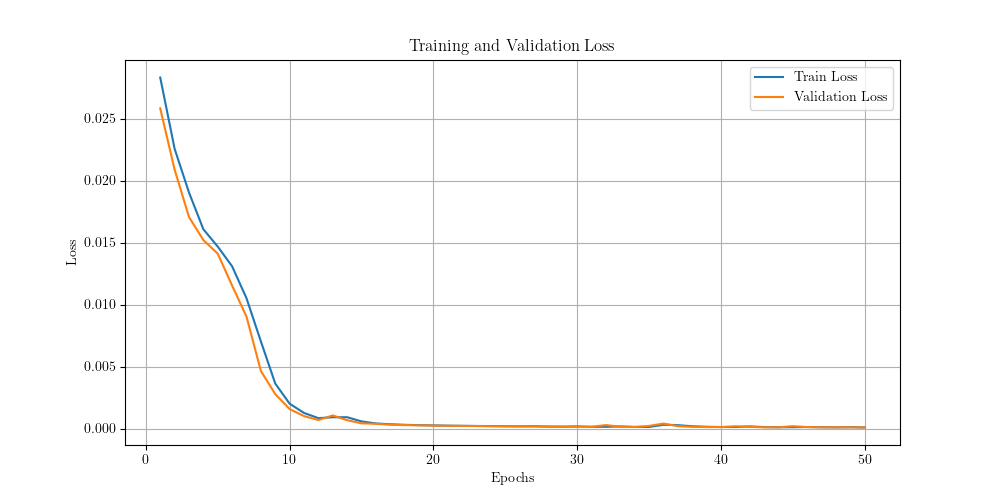 Training and Validation Loss
Train Loss
Validation Loss
0.025
0.020
0.015
0.010
0.005
0.000
Loss
0 10 20 30 40 50
Epochs